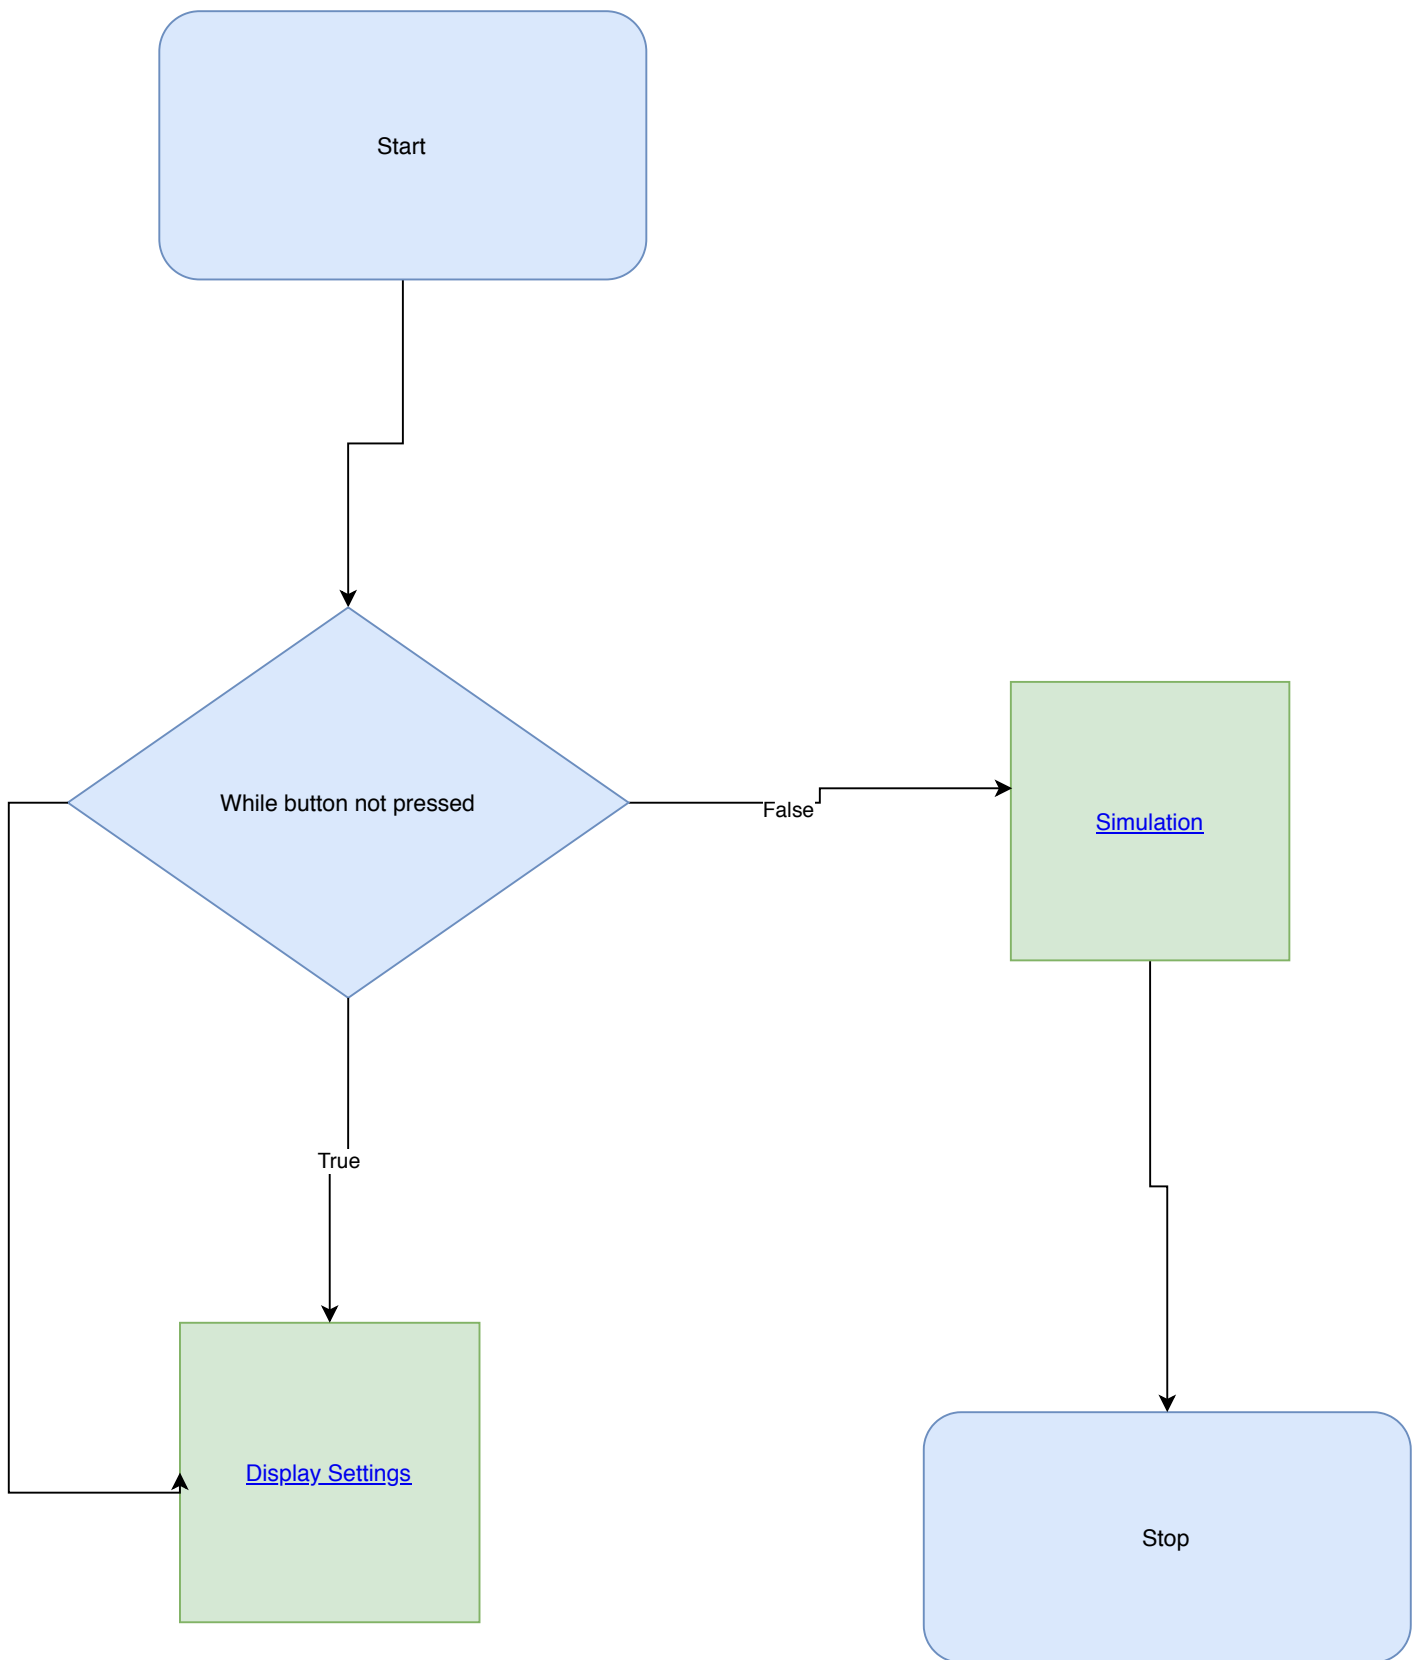 Start
While button not pressed
False
Simulation
True
Display Settings
Stop